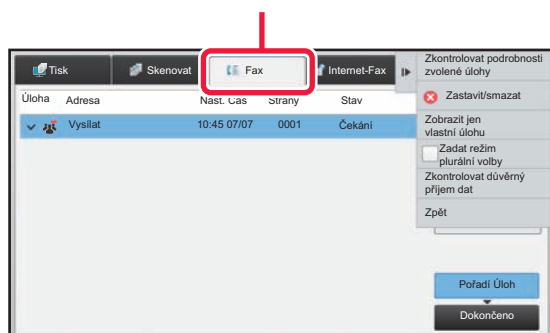 Tisk
Skenovat
Fax
Internet-Fax
Úloha Adresa Nast. Čas Strany Stav
Vysílat 10:45 07/07 0001 Čekání
Zkontrolovat podrobnosti
zvolené úlohy
Zastavit/smazat
Zobrazit jen
vlastní úlohu
Zadat režim
plurální volby
Zkontrolovat důvěrný
příjem dat
Zpět
Pořadí Úloh
Dokončeno